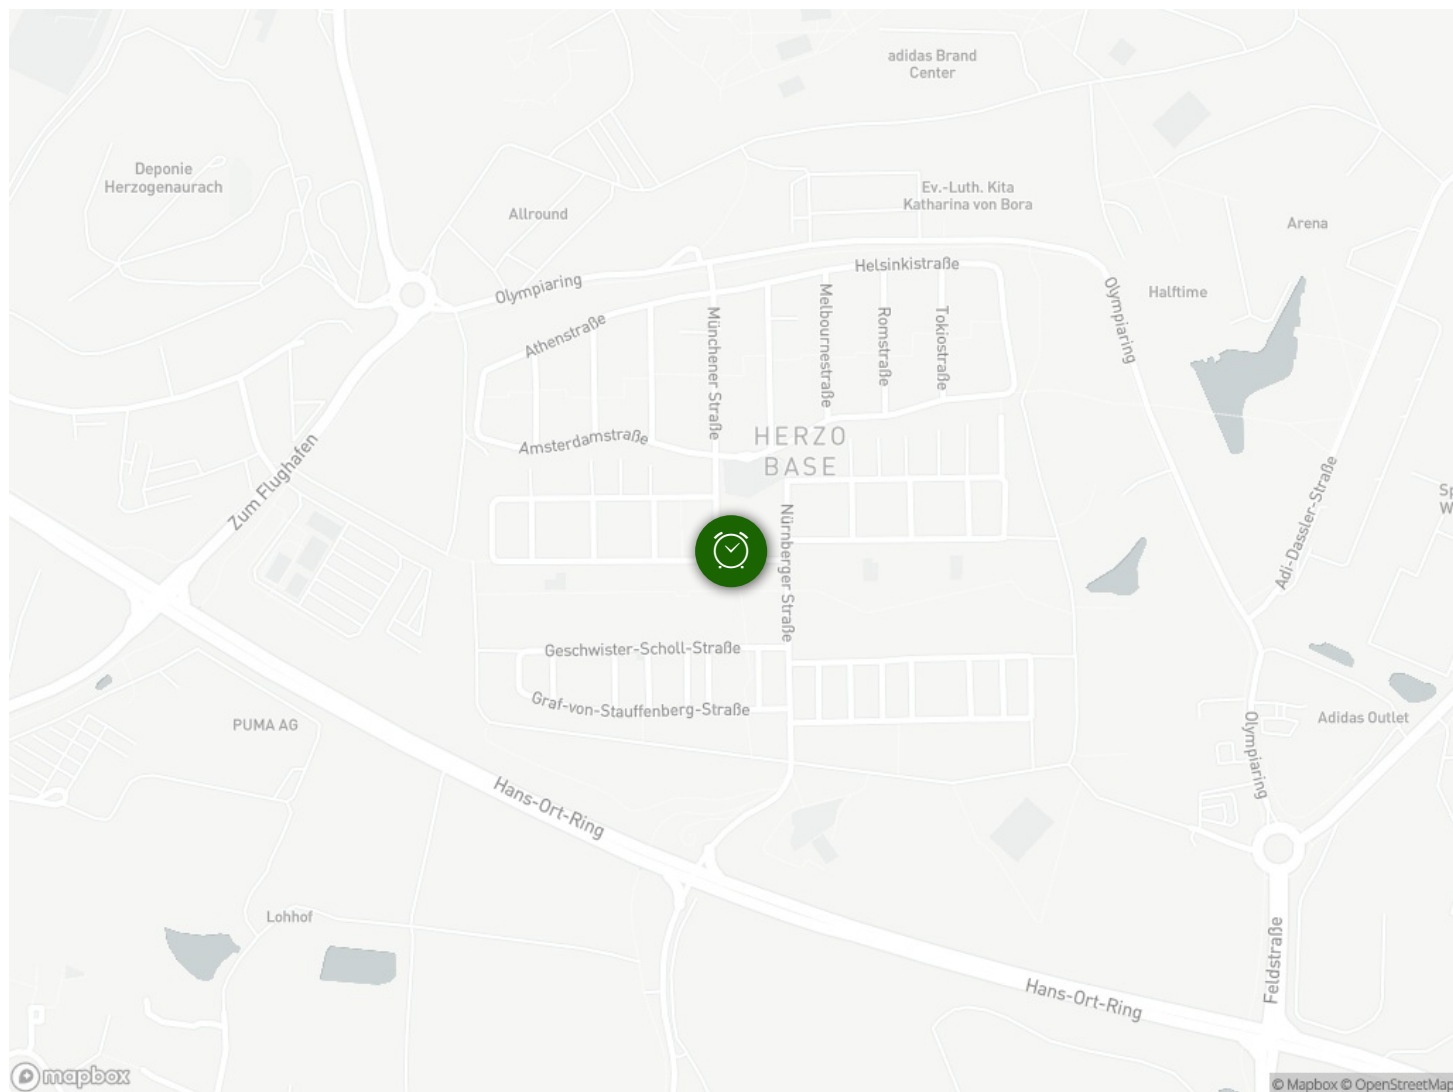 adidas Brand
Center
Deponie
Herzogenaurach
Ev.-Luth. Kita
Katharina von Bora
Allround
Arena
Helsinkistraße
Olympiaring
Halftime
Olympiaring
Athenstraße
Münchener Straße
Melbournestraße
Romstraße
Tokiostraße
Amsterdamstraße
HERZO
BASE
Zum Flughafen
Adi-Dassler-Straße
Sp
W
Nürnberger Straße
Geschwister-Scholl-Straße
Graf-von-Stauffenberg-Straße
PUMA AG
Adidas Outlet
Olympiaring
Hans-Ort-Ring
Lohhof
Feldstraße
Hans-Ort-Ring
mapbox
© Mapbox © OpenStreetMap